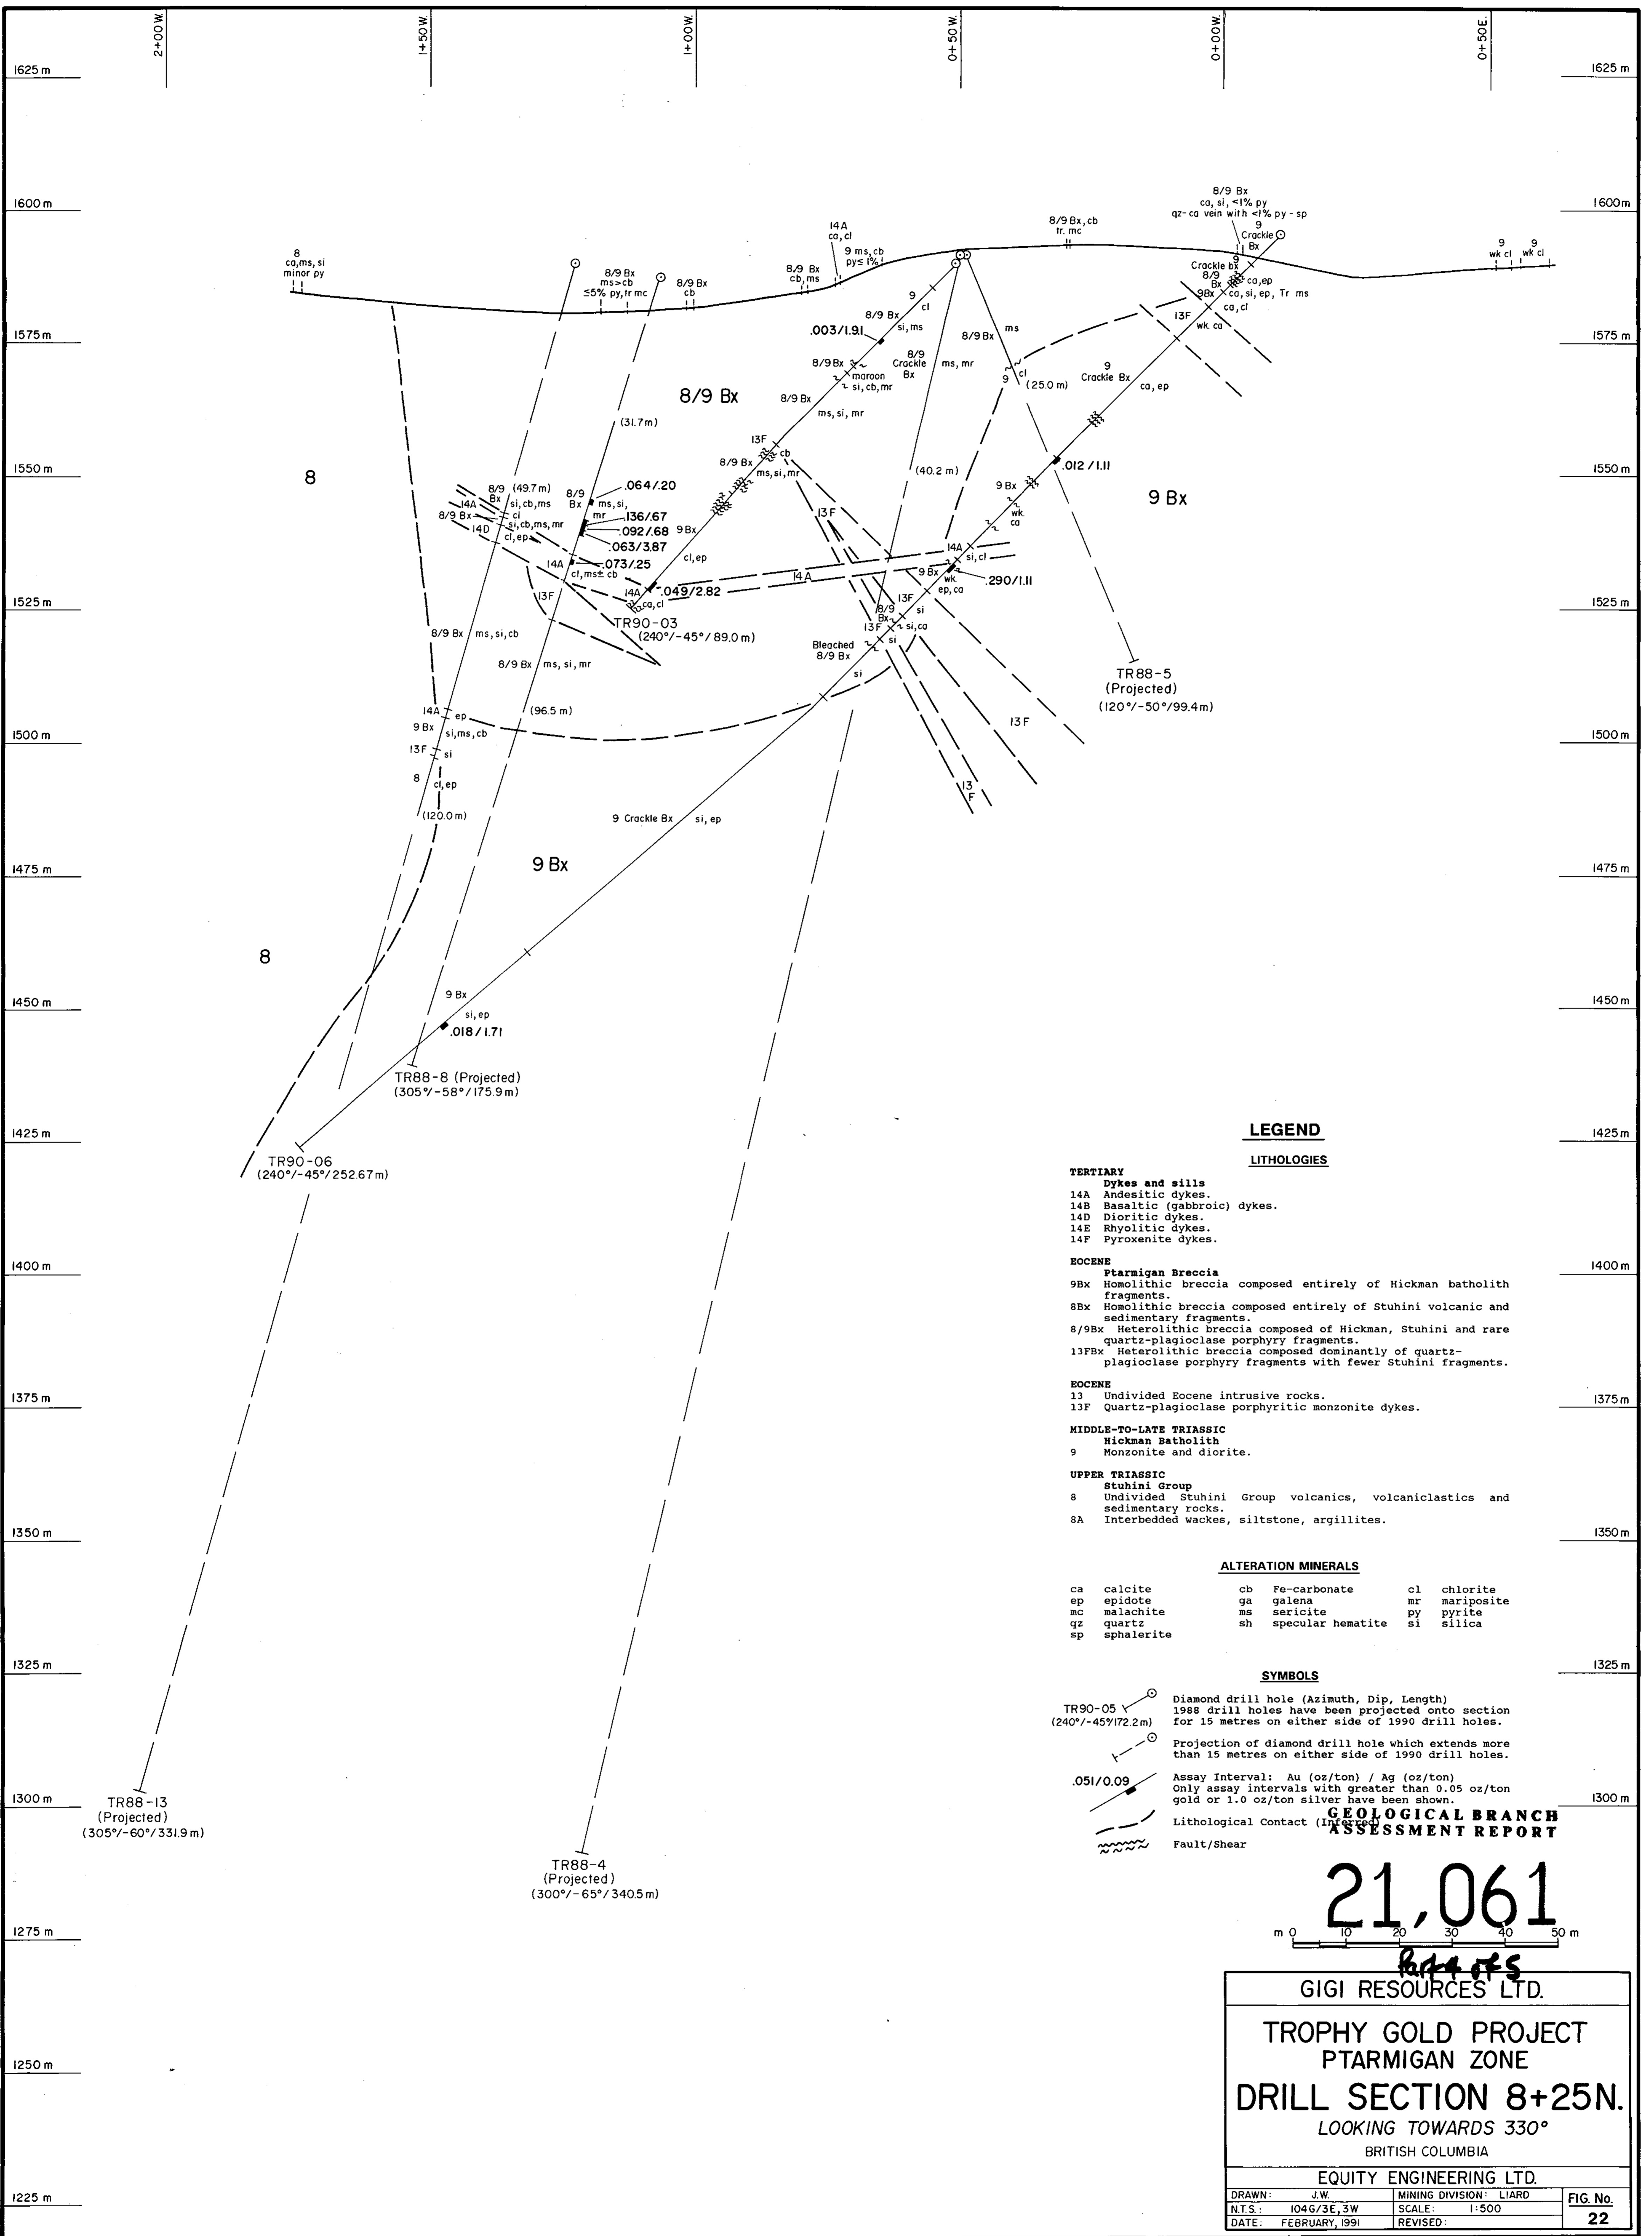 2+00W.
1+50W.
1+00W.
0+50W.
0+00W.
0+50E.
1625 m
1625 m
1600 m
1600m
1575 m
1575 m
1550 m
1550 m
1525 m
1525 m
1500 m
1500 m
1475 m
1475 m
1450 m
1450 m
1425 m
1425 m
1400 m
1400 m
1375 m
1375 m
1350 m
1350 m
1325 m
1325 m
1300 m
1300 m
1275 m
1250 m
1225 m
8
ca,ms,si
minor py
8/9 Bx
ms>cb
≤5% py,tr mc
8/9 Bx
cb
8/9 Bx
cb, ms
14A
ca, cl
9 ms, cb
py≤1%
8/9 Bx, cb
tr. mc
8/9 Bx
ca, si, <1% py
qz-ca vein with <1% py - sp
9
Crackle
Bx
9
wk cl
9
wk cl
9
Crackle bx
8/9
Bx
ca,ep
9Bx
ca, si, ep, Tr ms
ca, cl
13F
wk. ca
9
cl
8/9 Bx
si, ms
.003/1.91
8/9 Bx
maroon
si, cb, mr
8/9
Crackle
Bx
ms, mr
8/9 Bx
ms
9
cl
(25.0 m)
9
Crackle Bx
ca, ep
8/9 Bx
8/9 Bx
ms, si, mr
(31.7m)
13F
cb
8/9 Bx
ms, si, mr
(40.2 m)
.012/1.11
8
9 Bx
9 Bx
wk.
ca
8/9
Bx
(49.7m)
si, cb, ms
14A
cl
8/9 Bx
si,cb,ms,mr
14D
cl, ep
8/9
Bx
ms, si,
mr
.064/.20
.136/.67
.092/.68
.063/3.87
.073/.25
9 Bx
cl, ep
13F
14A
si, cl
14A
cl,ms± cb
14A
ca, cl
.049/2.82
14A
9 Bx
wk.
ep, ca
.290/1.11
13F
13F
si
8/9
Bx
si, ca
13F
si
TR90-03
(240°/-45°/89.0m)
8/9 Bx
ms, si, cb
8/9 Bx
ms, si, mr
Bleached
8/9 Bx
si
TR88-5
(Projected)
(120°/-50°/99.4m)
14A
ep
(96.5 m)
9 Bx
si, ms, cb
13F
si
8
cl, ep
(120.0m)
13F
13
F
9 Crackle Bx
si, ep
9 Bx
8
9 Bx
si, ep
.018/1.71
TR88-8 (Projected)
(305°/-58°/175.9m)
TR90-06
(240°/-45°/252.67m)
TR88-13
(Projected)
(305°/-60°/331.9m)
TR88-4
(Projected)
(300°/-65°/340.5m)
LEGEND
LITHOLOGIES
TERTIARY
Dykes and sills
14A Andesitic dykes.
14B Basaltic (gabbroic) dykes.
14D Dioritic dykes.
14E Rhyolitic dykes.
14F Pyroxenite dykes.
EOCENE
Ptarmigan Breccia
9Bx Homolithic breccia composed entirely of Hickman batholith
fragments.
8Bx Homolithic breccia composed entirely of Stuhini volcanic and
sedimentary fragments.
8/9Bx Heterolithic breccia composed of Hickman, Stuhini and rare
quartz-plagioclase porphyry fragments.
13FBx Heterolithic breccia composed dominantly of quartz-
plagioclase porphyry fragments with fewer Stuhini fragments.
EOCENE
13 Undivided Eocene intrusive rocks.
13F Quartz-plagioclase porphyritic monzonite dykes.
MIDDLE-TO-LATE TRIASSIC
Hickman Batholith
9 Monzonite and diorite.
UPPER TRIASSIC
Stuhini Group
8 Undivided Stuhini Group volcanics, volcaniclastics and
sedimentary rocks.
8A Interbedded wackes, siltstone, argillites.
ALTERATION MINERALS
ca calcite cb Fe-carbonate cl chlorite
ep epidote ga galena mr mariposite
mc malachite ms sericite py pyrite
qz quartz sh specular hematite si silica
sp sphalerite
SYMBOLS
TR90-05
(240°/-45°/172.2m)
Diamond drill hole (Azimuth, Dip, Length)
1988 drill holes have been projected onto section
for 15 metres on either side of 1990 drill holes.
Projection of diamond drill hole which extends more
than 15 metres on either side of 1990 drill holes.
.051/0.09
Assay Interval: Au (oz/ton) / Ag (oz/ton)
Only assay intervals with greater than 0.05 oz/ton
gold or 1.0 oz/ton silver have been shown.
Lithological Contact (Inferred)
Fault/Shear
GEOLOGICAL BRANCH
ASSESSMENT REPORT
21,061
m 0 10 20 30 40 50 m
Part 4 of 5
GIGI RESOURCES LTD.
TROPHY GOLD PROJECT
PTARMIGAN ZONE
DRILL SECTION 8+25N.
LOOKING TOWARDS 330°
BRITISH COLUMBIA
EQUITY ENGINEERING LTD.
DRAWN: J.W. MINING DIVISION: LIARD
N.T.S.: 104G/3E,3W SCALE: 1:500
DATE: FEBRUARY, 1991 REVISED:
FIG. No.
22